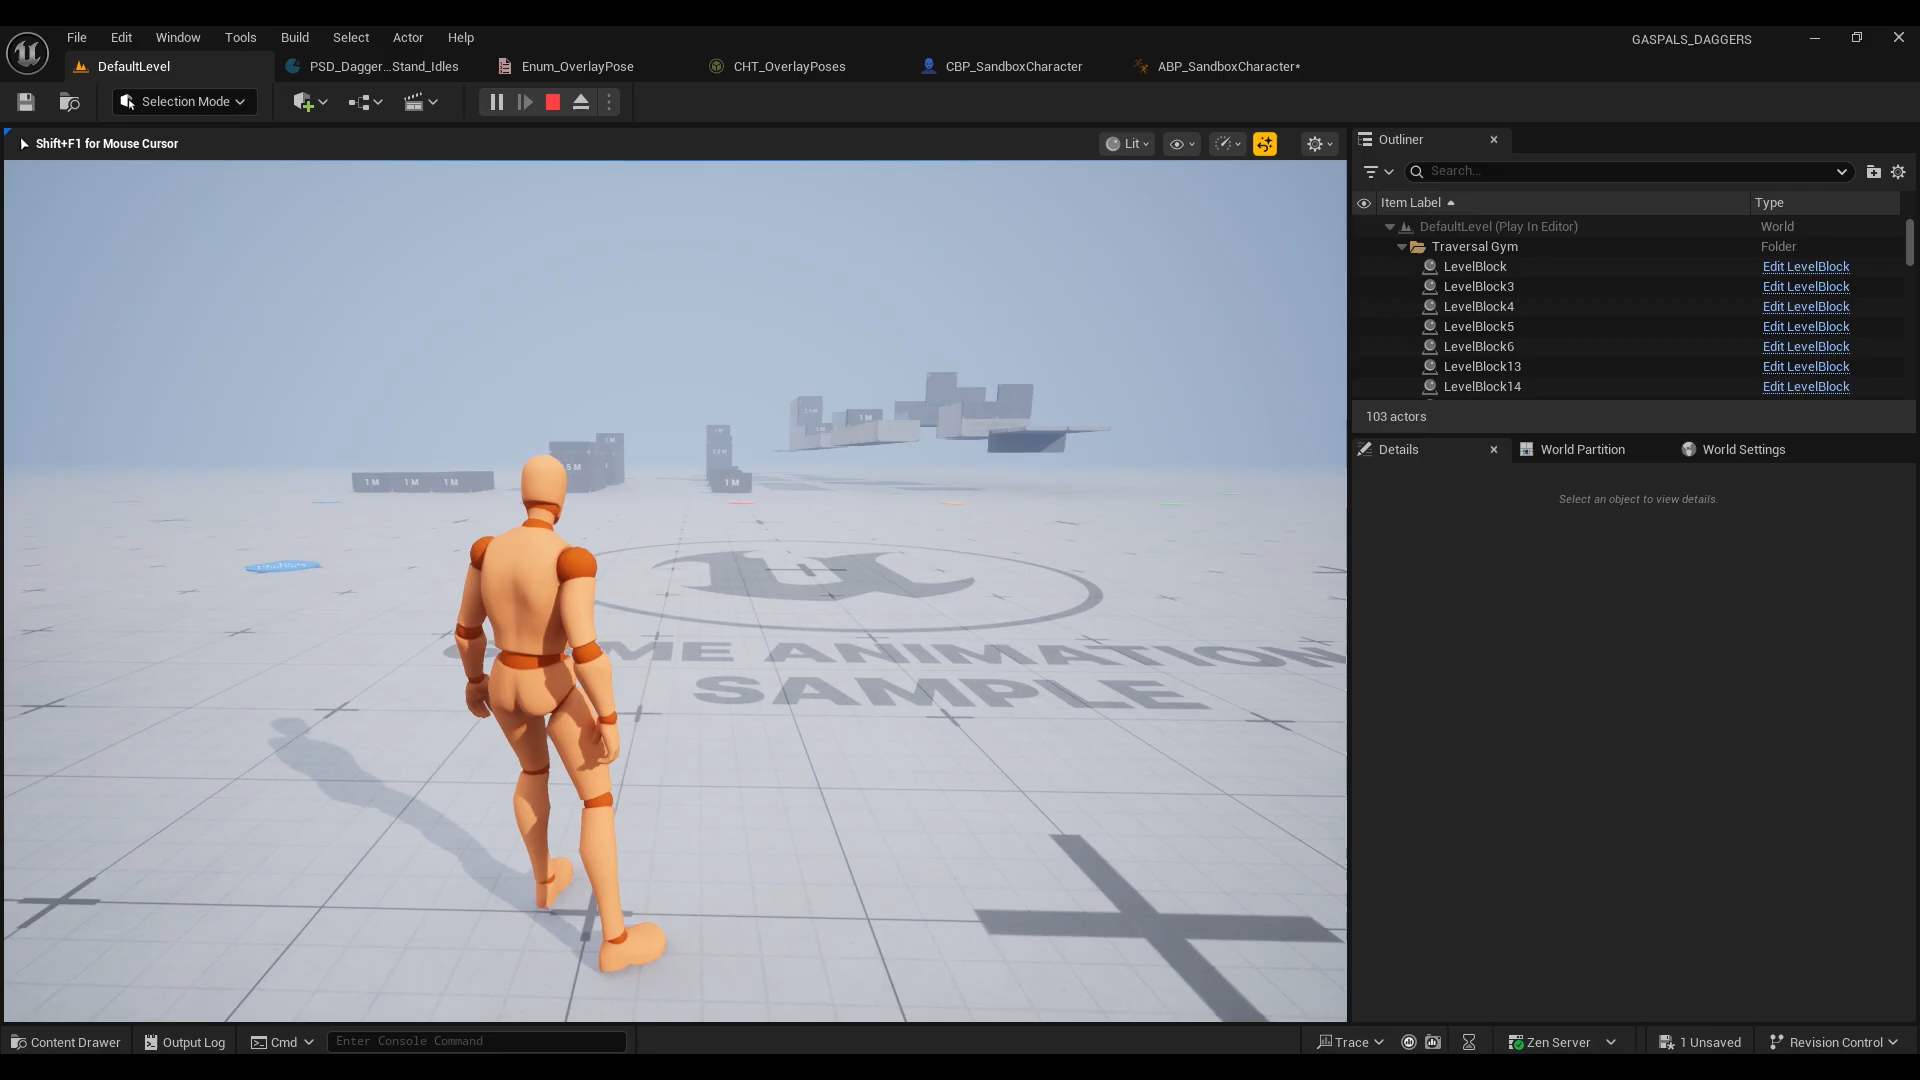 File Edit Window Tools Build Select Actor Help
GASPALS_DAGGERS
DefaultLevel
PSD_Dagger...Stand_Idles
Enum_OverlayPose
CHT_OverlayPoses
CBP_SandboxCharacter
ABP_SandboxCharacter*
Selection Mode
Shift+F1 for Mouse Cursor
Lit
Outliner
Search...
Item Label
Type
DefaultLevel (Play In Editor) World
Traversal Gym Folder
LevelBlock Edit LevelBlock
LevelBlock3 Edit LevelBlock
LevelBlock4 Edit LevelBlock
LevelBlock5 Edit LevelBlock
LevelBlock6 Edit LevelBlock
LevelBlock13 Edit LevelBlock
LevelBlock14 Edit LevelBlock
103 actors
Details
World Partition
World Settings
Select an object to view details.
1 M
1 M 1 M 1 M
1 M
ANIMATION
SAMPLE
Content Drawer
Output Log
Cmd
Enter Console Command
Trace
Zen Server
1 Unsaved
Revision Control